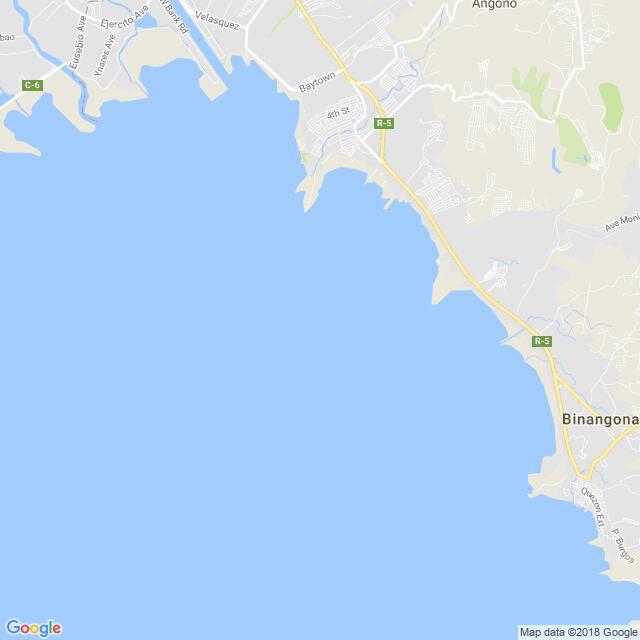 Angono
Velasquez
Ejercito Ave
W Bank Rd
bao
Eusebio Ave
Ynares Ave
C-6
Baytown
4th St
R-5
Ave Moni
R-5
Binangona
Quezon Ext
P. Burgos
Google
Map data ©2018 Google